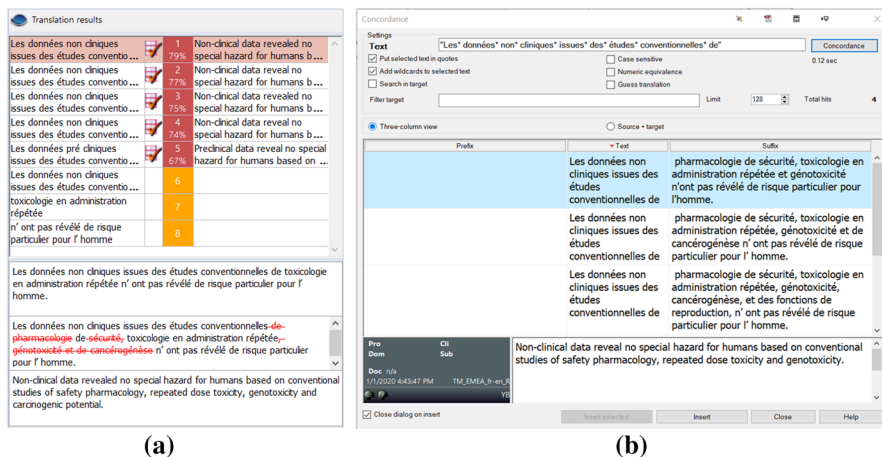 Translation results
Les données non cliniques
issues des études conventio ...
1
79%
Non-clinical data revealed no
special hazard for humans b ...
Les données non cliniques
issues des études conventio ...
2
77%
Non-clinical data reveal no
special hazard for humans b ...
Les données non cliniques
issues des études conventio ...
3
75%
Non-clinical data revealed no
special hazard for humans b ...
Les données non cliniques
issues des études conventio ...
4
74%
Non-clinical data reveal no
special hazard for humans b ...
Les données pré cliniques
issues des études conventio ...
5
67%
Preclinical data reveal no special
hazard for humans based on ...
Les données non cliniques
issues des études conventio ...
6
toxicologie en administration
répétée
7
n' ont pas révélé de risque
particulier pour l' homme
8
Les données non cliniques issues des études conventionnelles de toxicologie
en administration répétée n' ont pas révélé de risque particulier pour l'
homme.
Les données non cliniques issues des études conventionnelles de
pharmacologie de sécurité, toxicologie en administration répétée,
génotoxicité et de cancérogénèse n' ont pas révélé de risque particulier
pour l' homme.
Non-clinical data revealed no special hazard for humans based on conventional
studies of safety pharmacology, repeated dose toxicity, genotoxicity and
carcinogenic potential.
(a)
Concordance
Settings
Text
"Les* données* non* cliniques* issues* des* études* conventionnelles* de"
Concordance
Put selected text in quotes
Case sensitive
0.12 sec
Add wildcards to selected text
Numeric equivalence
Search in target
Guess translation
Filter target
Limit
128
Total hits
4
Three-column view
Source + target
Prefix
Text
Suffix
Les données non
cliniques issues des
études
conventionnelles de
pharmacologie de sécurité, toxicologie en
administration répétée et génotoxicité
n'ont pas révélé de risque particulier pour
l'homme.
Les données non
cliniques issues des
études
conventionnelles de
pharmacologie de sécurité, toxicologie en
administration répétée, génotoxicité et de
cancérogénèse n' ont pas révélé de risque
particulier pour l' homme.
Les données non
cliniques issues des
études
conventionnelles de
pharmacologie de sécurité, toxicologie en
administration répétée, génotoxicité,
cancérogénèse, et des fonctions de
reproduction, n' ont pas révélé de risque
particulier pour l' homme.
Pro
Cli
Dom
Sub
Doc n/a
1/1/2020 4:43:47 PM
TM_EMEA_fr-en_R
YB
Non-clinical data reveal no special hazard for humans based on conventional
studies of safety pharmacology, repeated dose toxicity and genotoxicity.
Close dialog on insert
Insert selected
Insert
Close
Help
(b)